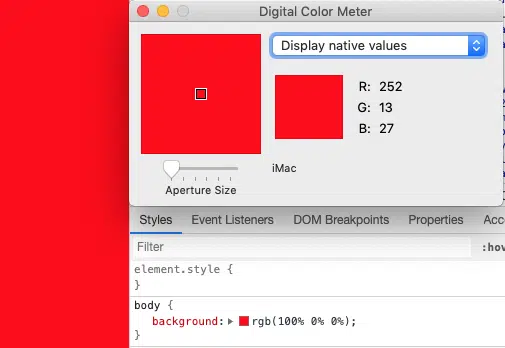 Digital Color Meter
Display native values
R: 252
G: 13
B: 27
iMac
Aperture Size
Styles Event Listeners DOM Breakpoints Properties Acc
Filter :hov
element.style {
}
body {
background: rgb(100% 0% 0%);
}